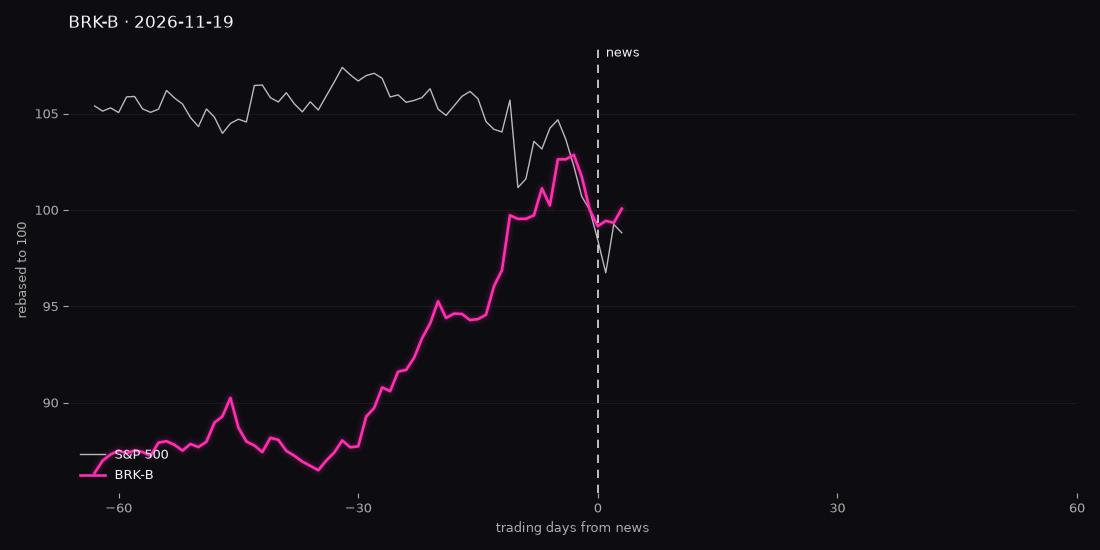 BRK-B · 2026-11-19
news
105
100
95
90
rebased to 100
S&P 500
BRK-B
−60
−30
0
30
60
trading days from news